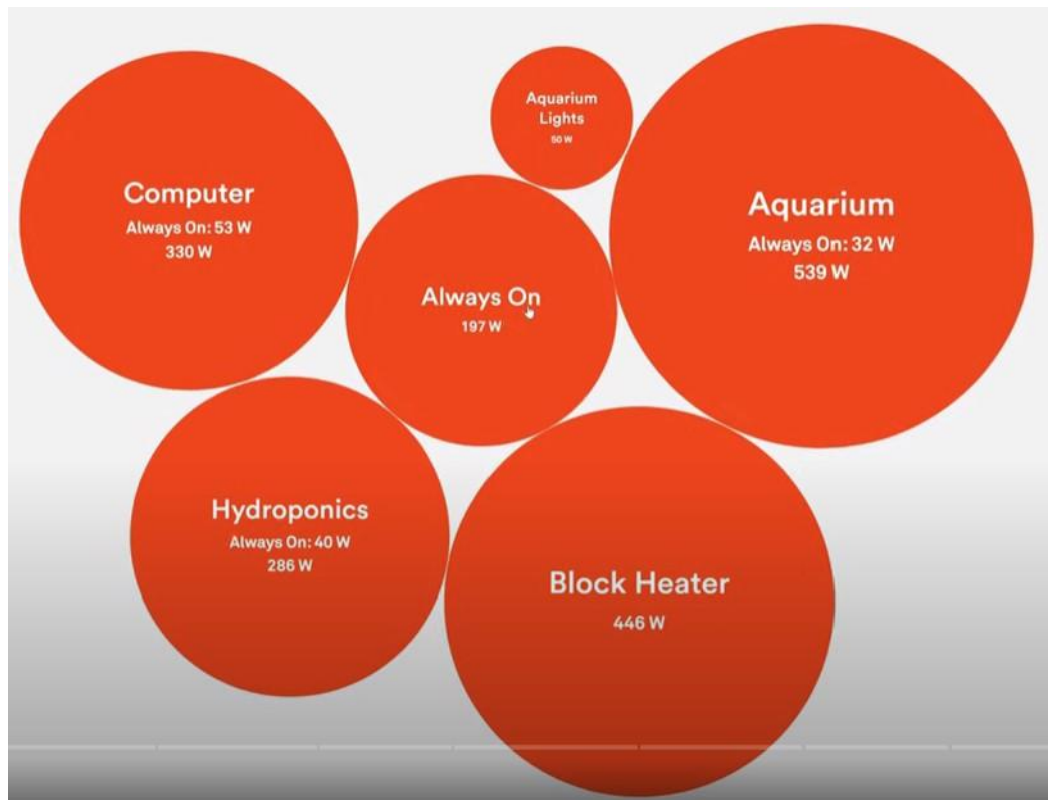 Aquarium
Lights
50 W
Computer
Always On: 53 W
330 W
Aquarium
Always On: 32 W
539 W
Always On
197 W
Hydroponics
Always On: 40 W
286 W
Block Heater
446 W